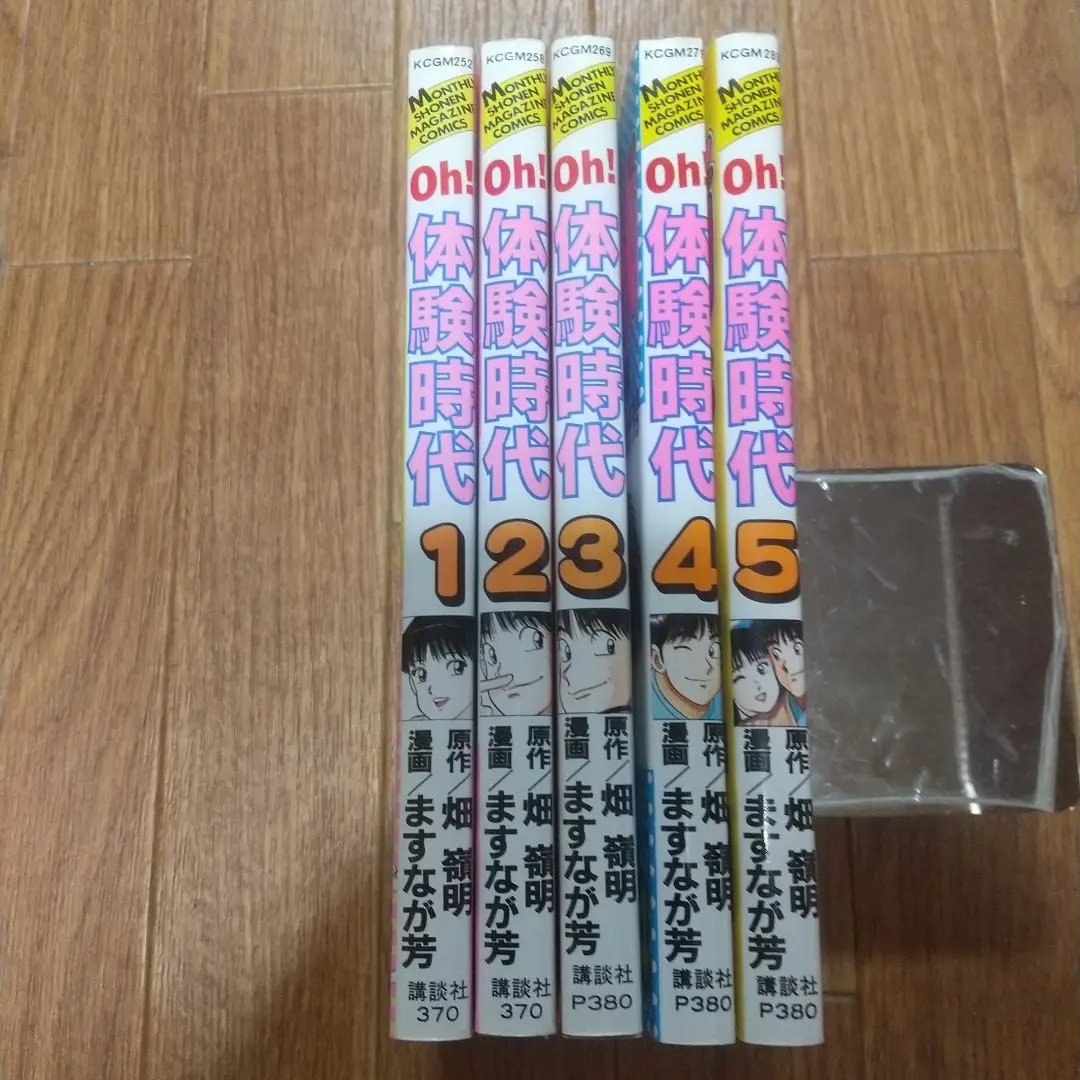 KCGM252
MONTHLY
SHONEN
MAGAZINE
COMICS
Oh!
体験時代
1
原作/畑 嶺明
漫画/ますなが芳
講談社
370
KCGM258
MONTHLY
SHONEN
MAGAZINE
COMICS
Oh!
体験時代
2
原作/畑 嶺明
漫画/ますなが芳
講談社
370
KCGM269
MONTHLY
SHONEN
MAGAZINE
COMICS
Oh!
体験時代
3
原作/畑 嶺明
漫画/ますなが芳
講談社
P380
MONTHLY
SHONEN
MAGAZINE
COMICS
Oh!
体験時代
4
原作/畑 嶺明
漫画/ますなが芳
講談社
P380
MONTHLY
SHONEN
MAGAZINE
COMICS
Oh!
体験時代
5
原作/畑 嶺明
漫画/ますなが芳
講談社
P380